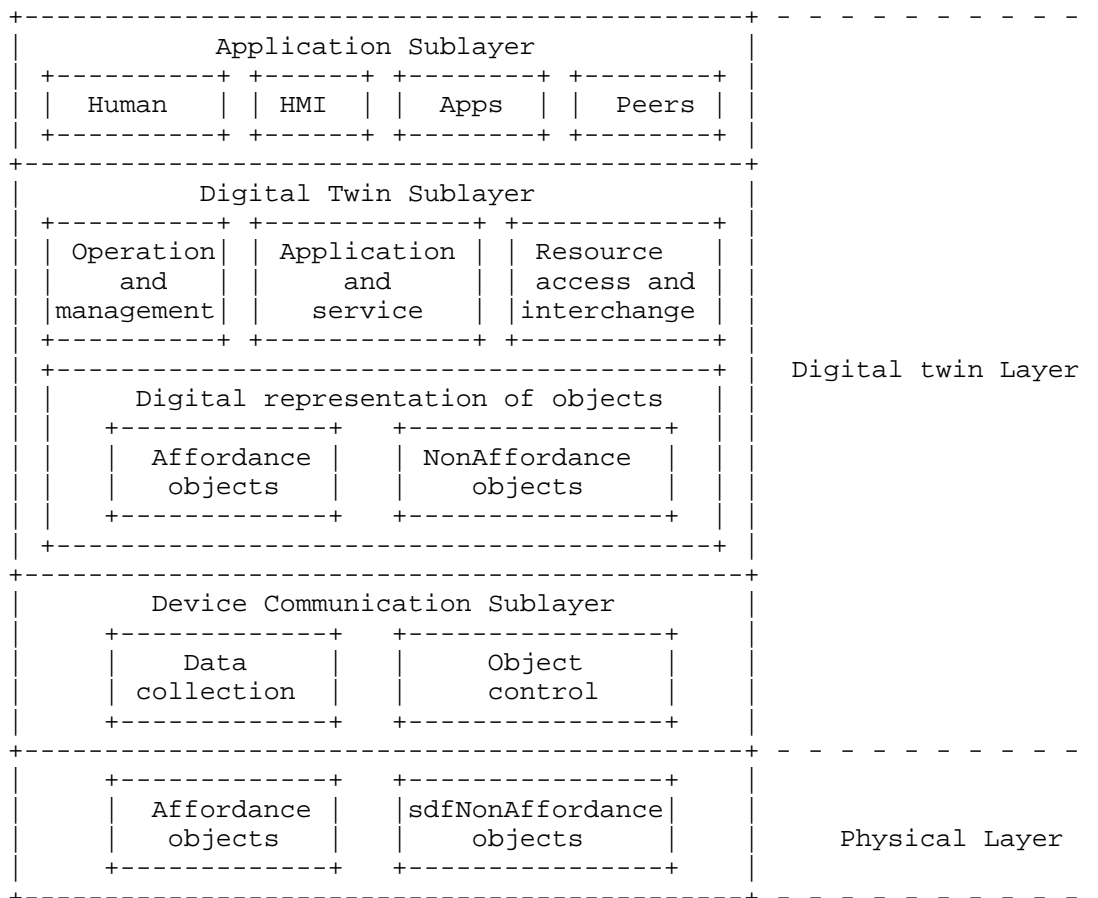 Application Sublayer
Human HMI Apps Peers
Digital Twin Sublayer
Operation Application Resource
and and access and
management service interchange
Digital twin Layer
Digital representation of objects
Affordance NonAffordance
objects objects
Device Communication Sublayer
Data Object
collection control
Affordance sdfNonAffordance
objects objects Physical Layer